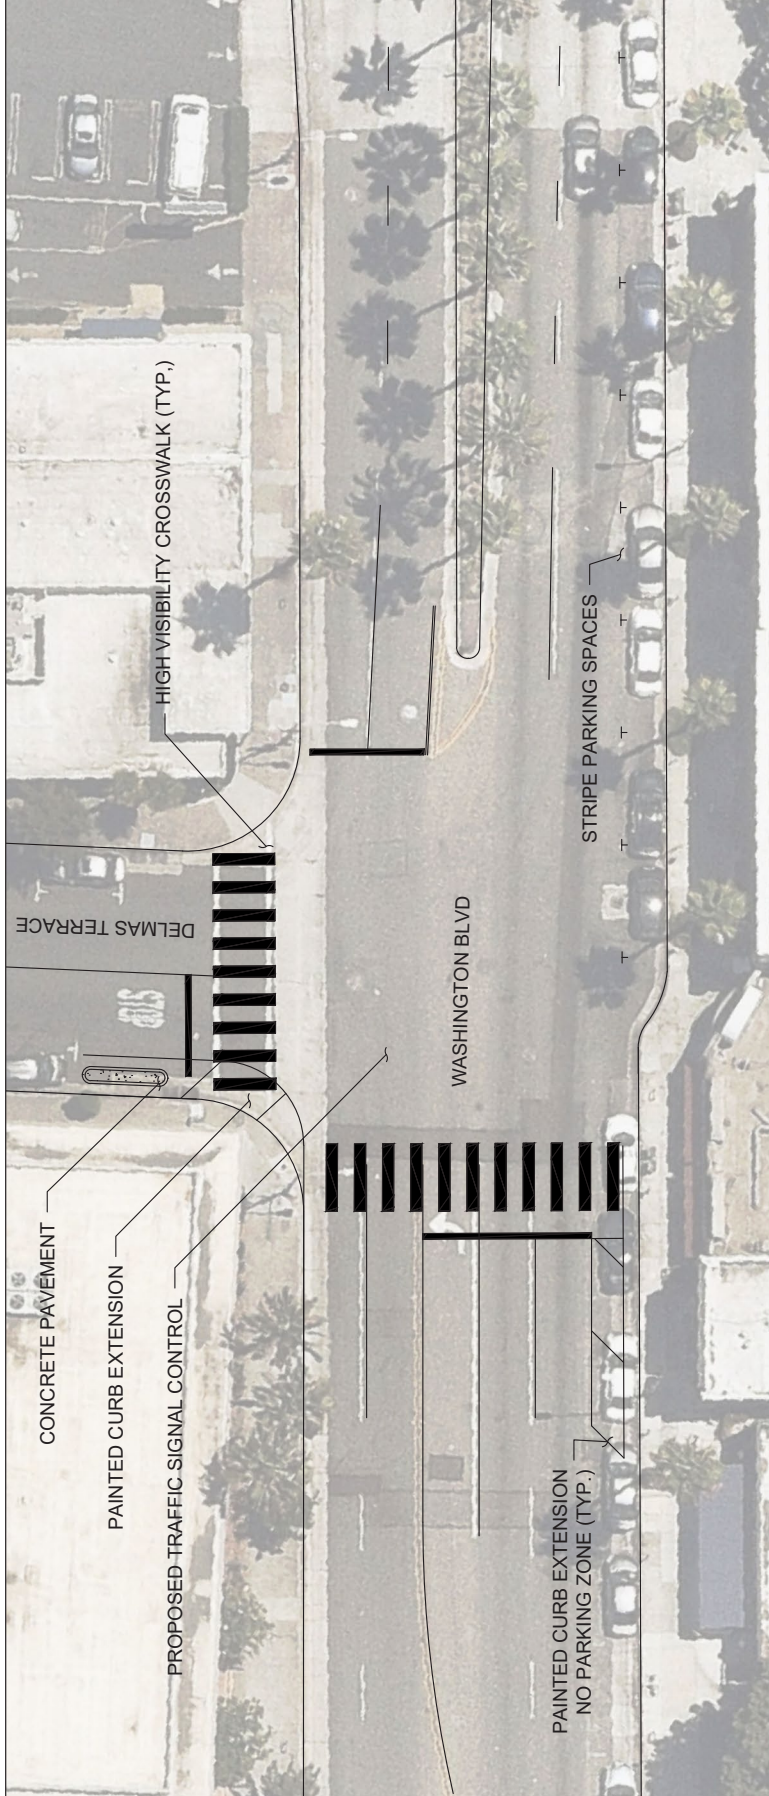 HIGH VISIBILITY CROSSWALK (TYP,)
STRIPE PARKING SPACES
DELMAS TERRACE
STOP
WASHINGTON BLVD
CONCRETE PAVEMENT
PAINTED CURB EXTENSION
PROPOSED TRAFFIC SIGNAL CONTROL
PAINTED CURB EXTENSION
NO PARKING ZONE (TYP.)